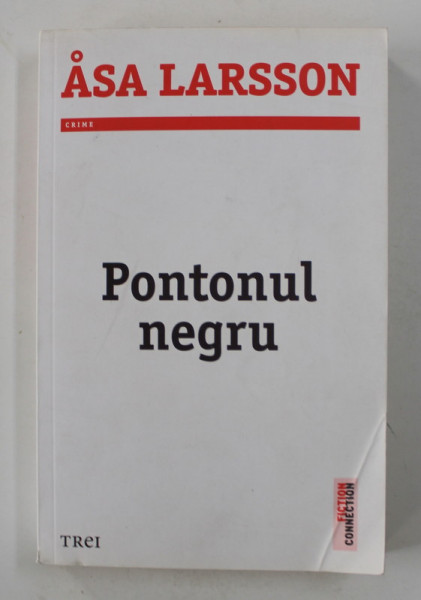 ÅSA LARSSON
CRIME
Pontonul
negru
FICTION
CONNECTION
TREI